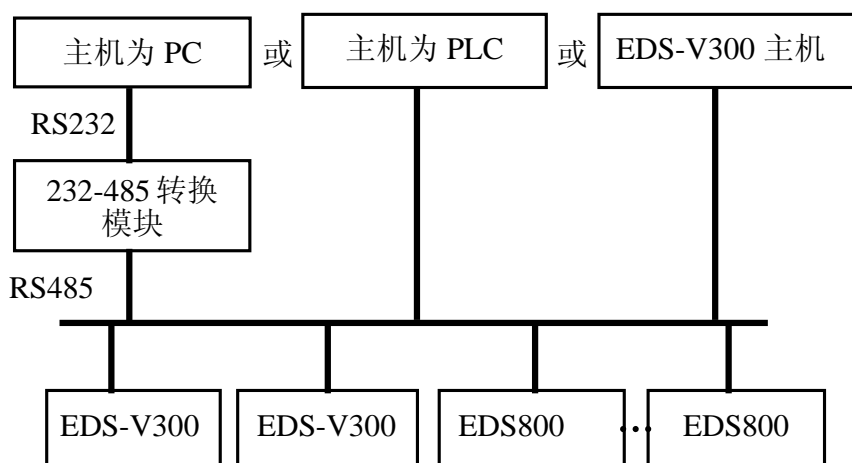 主机为 PC 或 主机为 PLC 或 EDS-V300 主机
RS232
232-485 转换
模块
RS485
EDS-V300 EDS-V300 EDS800 … EDS800